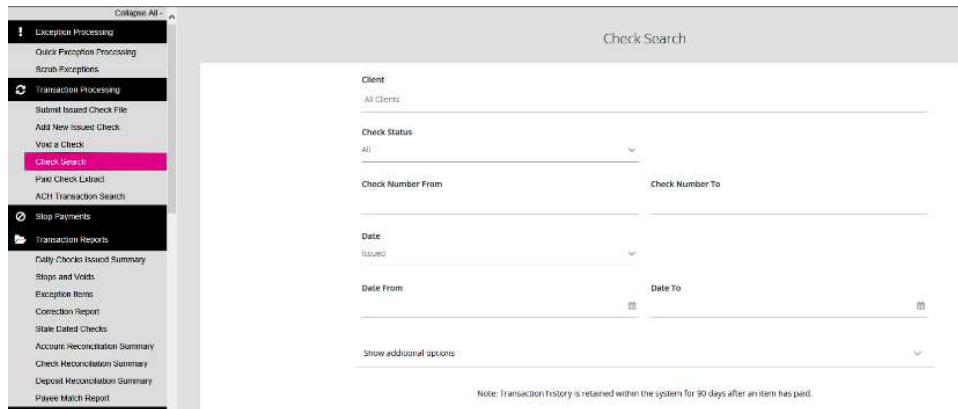 Collapse All -
Exception Processing
Quick Exception Processing
Scrub Exceptions
Transaction Processing
Submit Issued Check File
Add New Issued Check
Void a Check
Check Search
Paid Check Extract
ACH Transaction Search
Stop Payments
Transaction Reports
Daily Checks Issued Summary
Stops and Voids
Exception Items
Correction Report
Stale Dated Checks
Account Reconciliation Summary
Check Reconciliation Summary
Deposit Reconciliation Summary
Payee Match Report
Check Search
Client
All Clients
Check Status
All
Check Number From Check Number To
Date
Issued
Date From Date To
Show additional options
Note: Transaction history is retained within the system for 90 days after an item has paid.